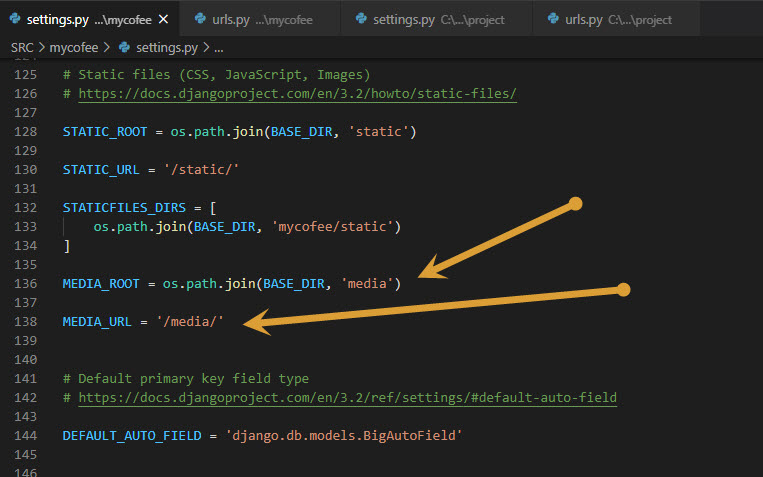 settings.py ...\mycofee
urls.py ...\mycofee
settings.py C:\...\project
urls.py C:\...\project
SRC > mycofee > settings.py > ...
125 # Static files (CSS, JavaScript, Images)
126 # https://docs.djangoproject.com/en/3.2/howto/static-files/
127
128 STATIC_ROOT = os.path.join(BASE_DIR, 'static')
129
130 STATIC_URL = '/static/'
131
132 STATICFILES_DIRS = [
133     os.path.join(BASE_DIR, 'mycofee/static')
134 ]
135
136 MEDIA_ROOT = os.path.join(BASE_DIR, 'media')
137
138 MEDIA_URL = '/media/'
139
140
141 # Default primary key field type
142 # https://docs.djangoproject.com/en/3.2/ref/settings/#default-auto-field
143
144 DEFAULT_AUTO_FIELD = 'django.db.models.BigAutoField'
145
146